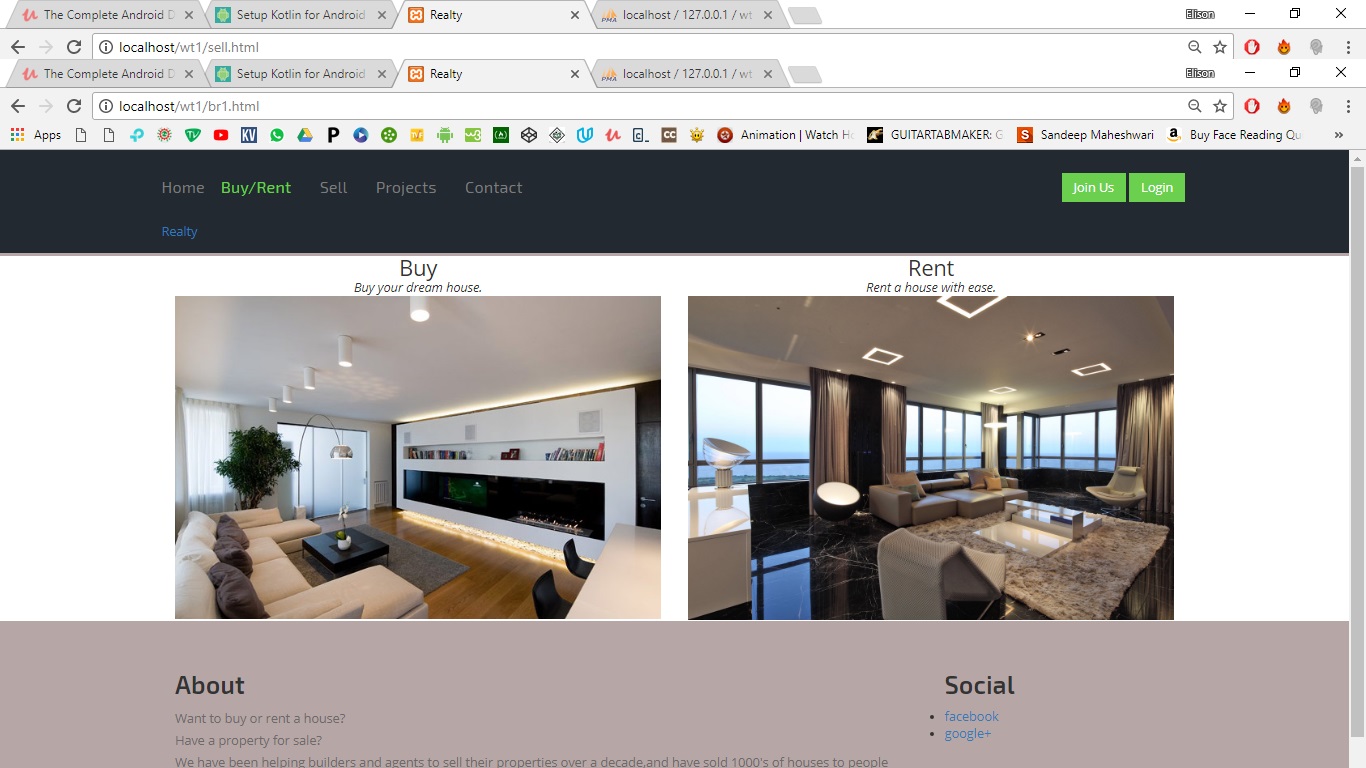 The Complete Android D Setup Kotlin for Android Realty localhost / 127.0.0.1 / wt Elison
localhost/wt1/sell.html
The Complete Android D Setup Kotlin for Android Realty localhost / 127.0.0.1 / wt Elison
localhost/wt1/br1.html
Apps KV P CC Animation | Watch H GUITARTABMAKER: G S Sandeep Maheshwari Buy Face Reading Qu »
Home Buy/Rent Sell Projects Contact Join Us Login
Realty
Buy Rent
Buy your dream house. Rent a house with ease.
About Social
Want to buy or rent a house? facebook
Have a property for sale? google+
We have been helping builders and agents to sell their properties over a decade,and have sold 1000's of houses to people